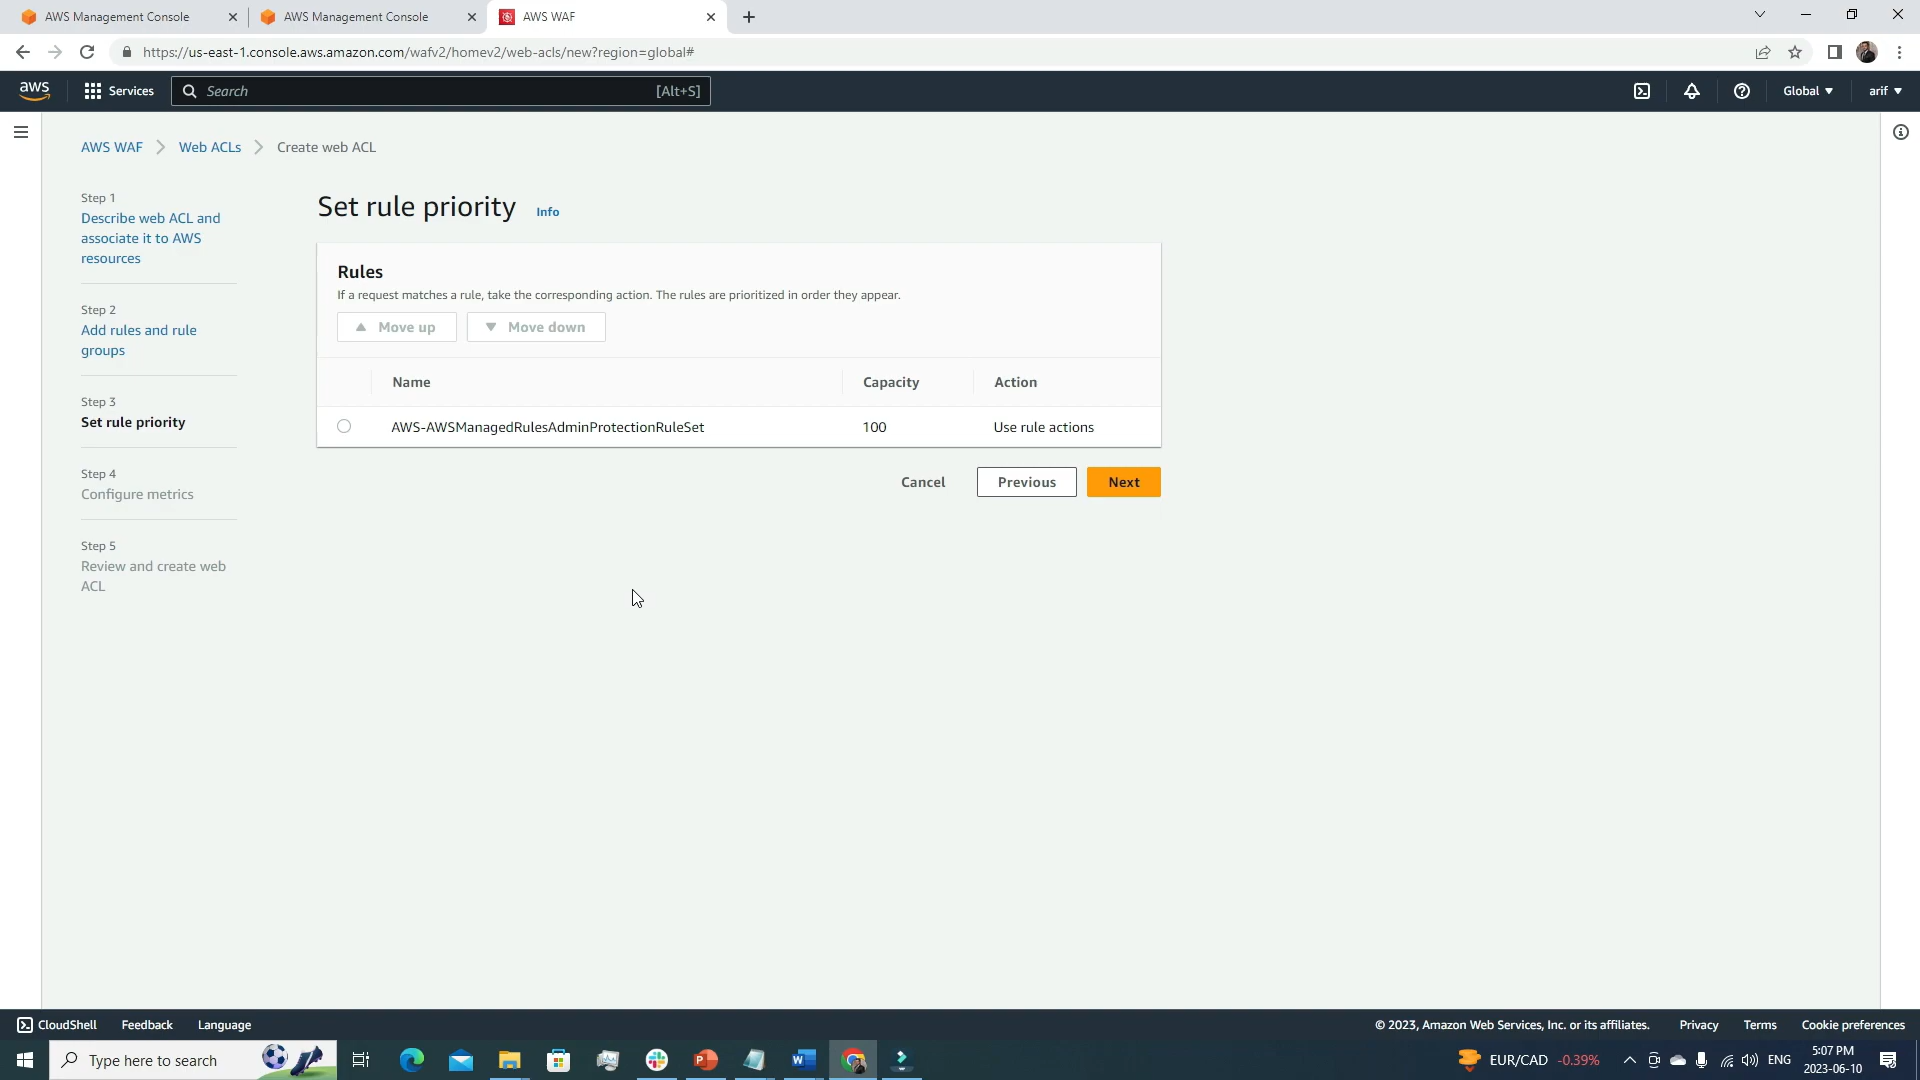 AWS Management Console
AWS Management Console
AWS WAF
https://us-east-1.console.aws.amazon.com/wafv2/homev2/web-acls/new?region=global#
aws
Services
Search
[Alt+S]
Global
arif
AWS WAF
Web ACLs
Create web ACL
Step 1
Describe web ACL and
associate it to AWS
resources
Step 2
Add rules and rule
groups
Step 3
Set rule priority
Step 4
Configure metrics
Step 5
Review and create web
ACL
Set rule priority
Info
Rules
If a request matches a rule, take the corresponding action. The rules are prioritized in order they appear.
Move up
Move down
Name
Capacity
Action
AWS-AWSManagedRulesAdminProtectionRuleSet
100
Use rule actions
Cancel
Previous
Next
CloudShell
Feedback
Language
© 2023, Amazon Web Services, Inc. or its affiliates.
Privacy
Terms
Cookie preferences
Type here to search
EUR/CAD -0.39%
ENG
5:07 PM
2023-06-10